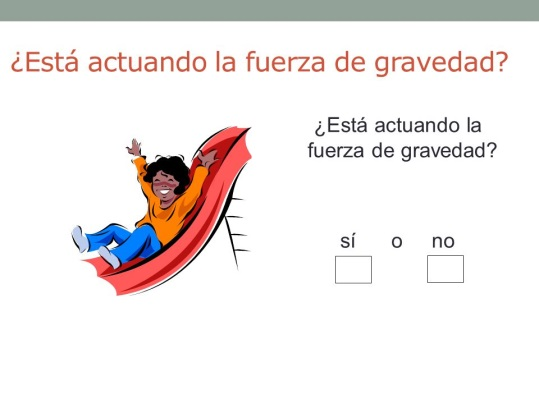 ¿Está actuando la fuerza de gravedad?
¿Está actuando la
fuerza de gravedad?
sí o no